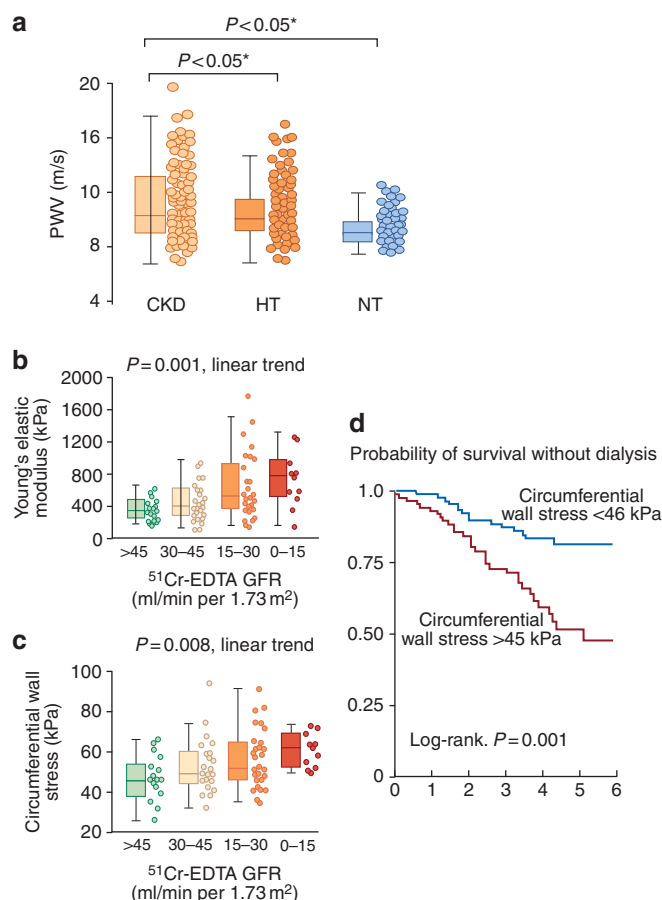 a
P<0.05*
P<0.05*
20
16
10
8
4
PWV (m/s)
CKD HT NT
b
P=0.001, linear trend
2000
1600
1200
800
400
0
Young's elastic
modulus (kPa)
>45 30–45 15–30 0–15
⁵¹Cr-EDTA GFR
(ml/min per 1.73 m²)
c
P=0.008, linear trend
100
80
60
40
20
Circumferential wall
stress (kPa)
>45 30–45 15–30 0–15
⁵¹Cr-EDTA GFR
(ml/min per 1.73 m²)
d
Probability of survival without dialysis
1.0
0.75
0.5
0.25
0
Circumferential
wall stress <46 kPa
Circumferential
wall stress >45 kPa
Log-rank. P=0.001
0 1 2 3 4 5 6